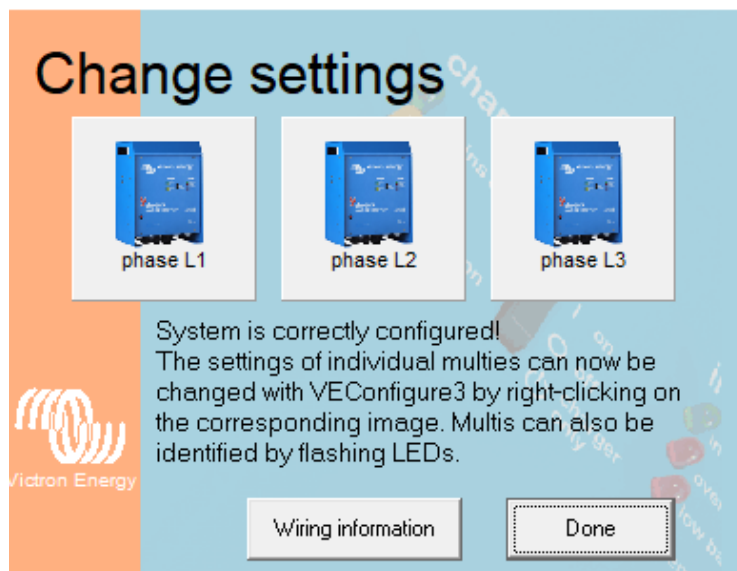 Change settings
phase L1
phase L2
phase L3
System is correctly configured!
The settings of individual multies can now be
changed with VEConfigure3 by right-clicking on
the corresponding image. Multis can also be
identified by flashing LEDs.
Victron Energy
Wiring information
Done